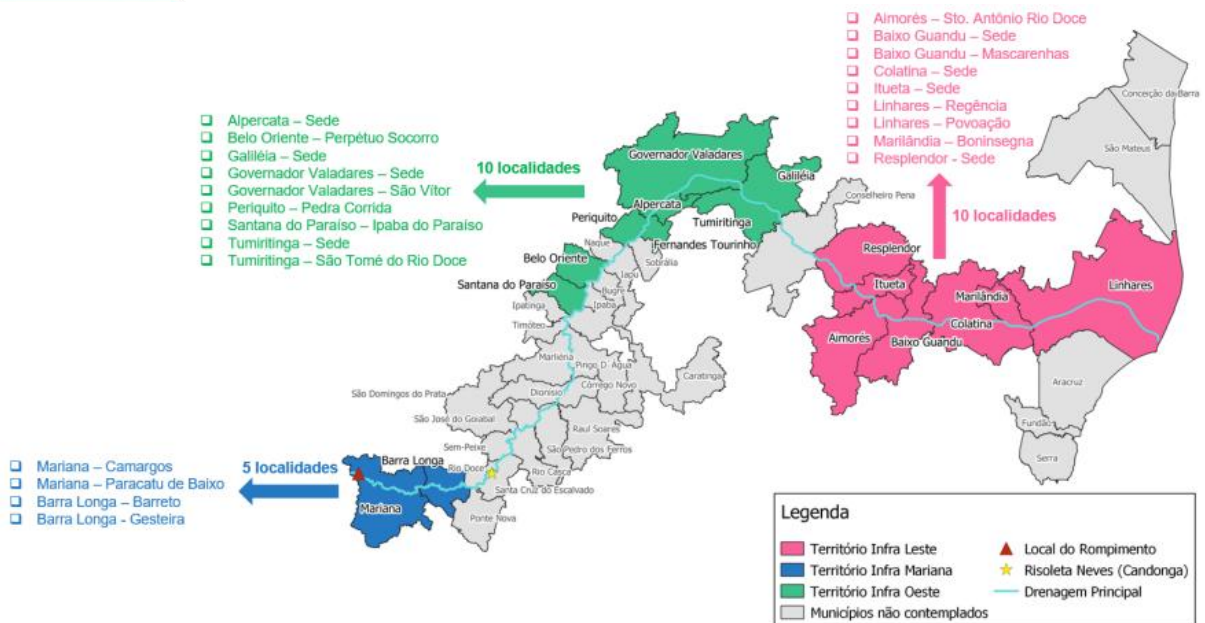 Aimorés – Sto. Antônio Rio Doce
Baixo Guandu – Sede
Baixo Guandu – Mascarenhas
Colatina – Sede
Itueta – Sede
Linhares – Regência
Linhares – Povoação
Marilândia – Boninsegna
Resplendor - Sede
10 localidades
Alpercata – Sede
Belo Oriente – Perpétuo Socorro
Galiléia – Sede
Governador Valadares – Sede
Governador Valadares – São Vítor
Periquito – Pedra Corrida
Santana do Paraíso – Ipaba do Paraíso
Tumiritinga – Sede
Tumiritinga – São Tomé do Rio Doce
10 localidades
Mariana – Camargos
Mariana – Paracatu de Baixo
Barra Longa – Barreto
Barra Longa - Gesteira
5 localidades
Conceição da Barra
São Mateus
Governador Valadares
Galiléia
Conselheiro Pena
Alpercata
Periquito
Tumiritinga
Naque
Fernandes Tourinho
Sobrália
Resplendor
Belo Oriente
Iapu
Itueta
Linhares
Santana do Paraíso
Bugre
Marilândia
Ipatinga
Ipaba
Colatina
Timóteo
Aimorés
Baixo Guandu
Marliéria
Pingo D. Água
Caratinga
Aracruz
São Domingos do Prata
Dionísio
Córrego Novo
São José do Goiabal
Fundão
Raul Soares
Sem-Peixe
São Pedro dos Ferros
Serra
Barra Longa
Rio Doce
Rio Casca
Santa Cruz do Escalvado
Mariana
Ponte Nova
Legenda
Território Infra Leste
Território Infra Mariana
Território Infra Oeste
Municípios não contemplados
Local do Rompimento
Risoleta Neves (Candonga)
Drenagem Principal